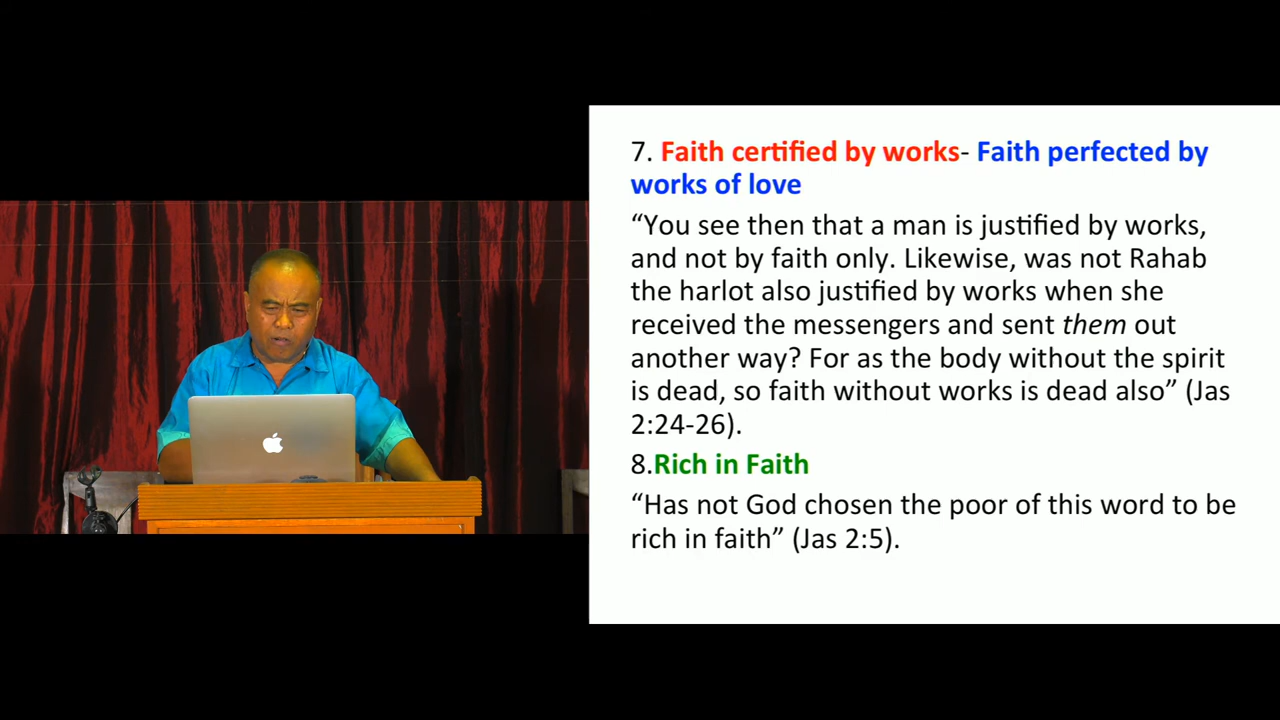 7. Faith certified by works- Faith perfected by
works of love
“You see then that a man is justified by works,
and not by faith only. Likewise, was not Rahab
the harlot also justified by works when she
received the messengers and sent them out
another way? For as the body without the spirit
is dead, so faith without works is dead also” (Jas
2:24-26).
8.Rich in Faith
“Has not God chosen the poor of this word to be
rich in faith” (Jas 2:5).